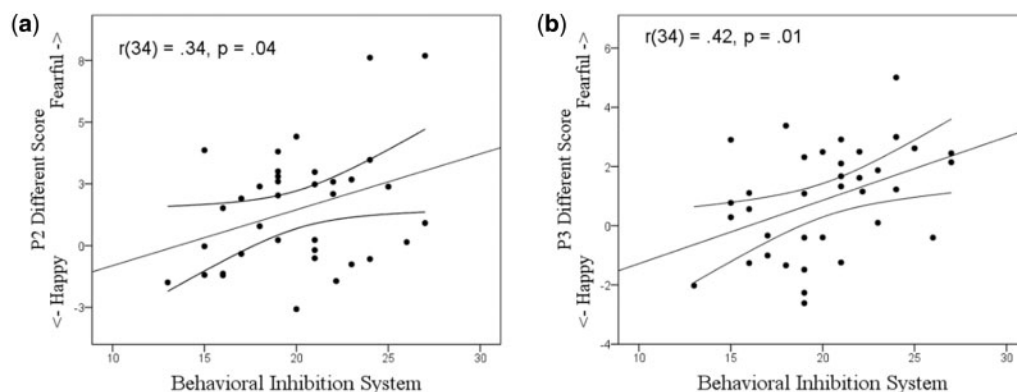 (a)
r(34) = .34, p = .04
<- Happy P2 Different Score Fearful ->
8
5
3
0
-3
10 15 20 25 30
Behavioral Inhibition System
(b)
r(34) = .42, p = .01
<- Happy P3 Different Score Fearful ->
6
4
2
0
-2
-4
10 15 20 25 30
Behavioral Inhibition System